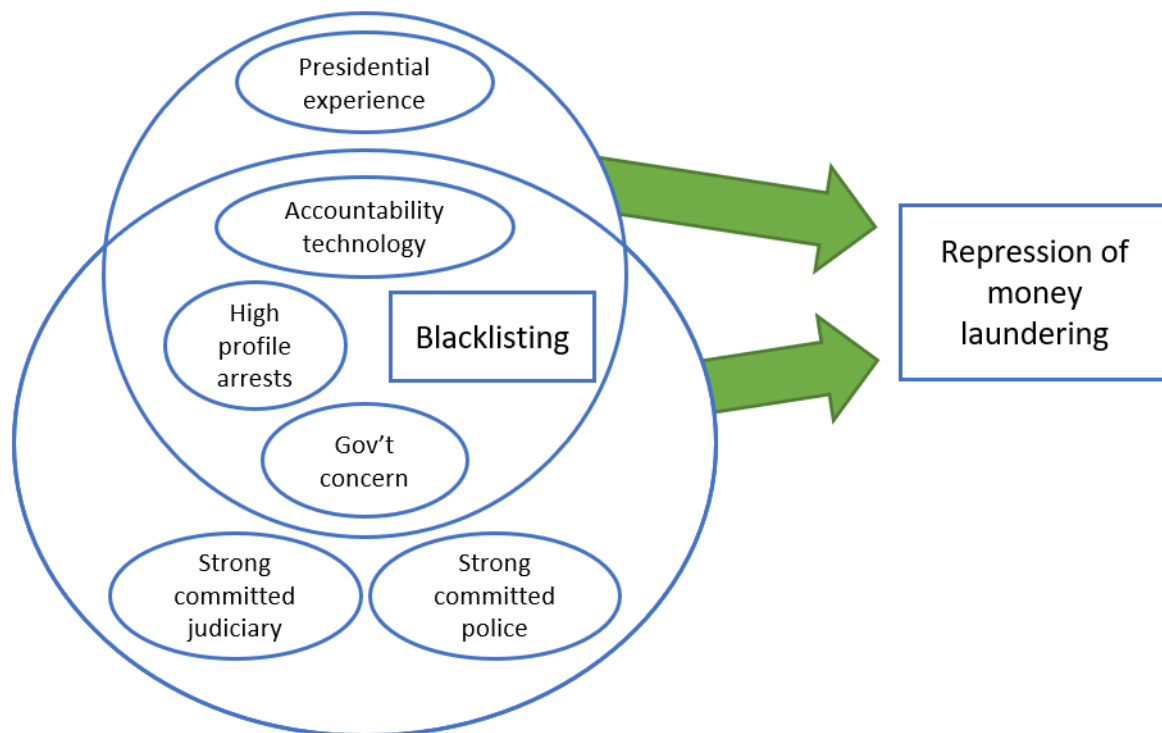 Presidential
experience
Accountability
technology
High
profile
arrests
Blacklisting
Gov't
concern
Strong
committed
judiciary
Strong
committed
police
Repression of
money
laundering